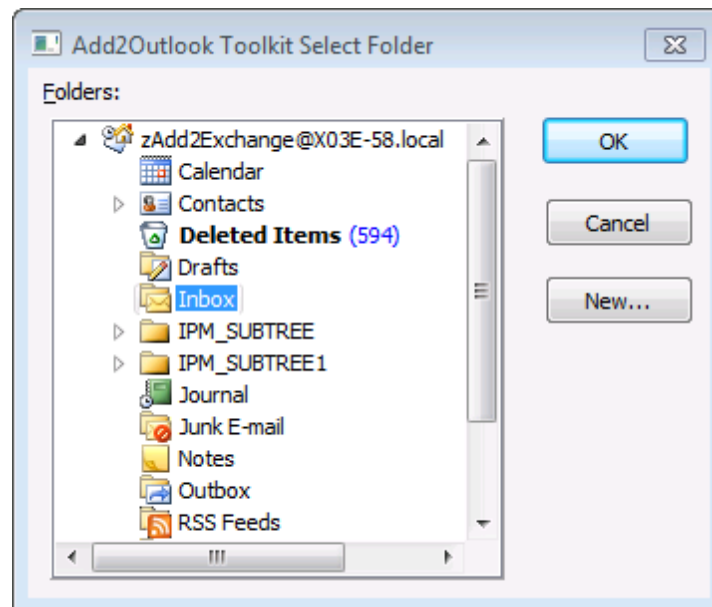 Add2Outlook Toolkit Select Folder
Folders:
zAdd2Exchange@X03E-58.local
OK
Calendar
Contacts
Cancel
Deleted Items (594)
Drafts
Inbox
New...
IPM_SUBTREE
IPM_SUBTREE1
Journal
Junk E-mail
Notes
Outbox
RSS Feeds